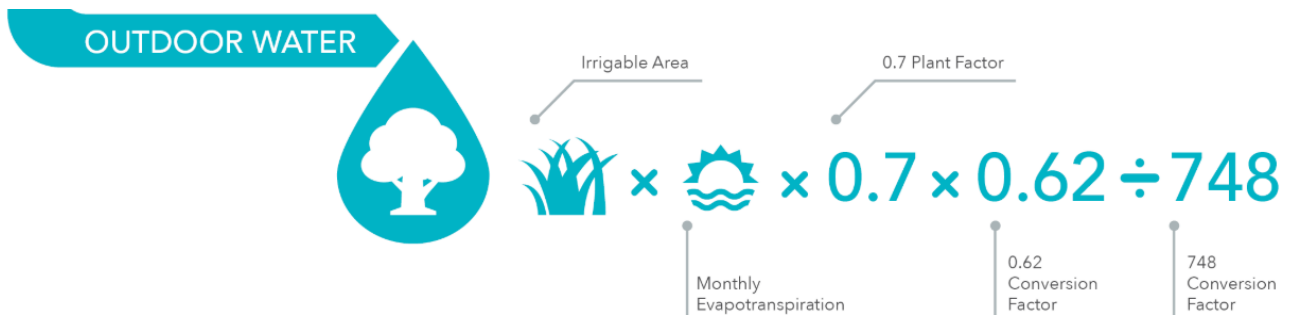 OUTDOOR WATER
Irrigable Area
0.7 Plant Factor
× × 0.7 × 0.62 ÷ 748
Monthly
Evapotranspiration
0.62
Conversion
Factor
748
Conversion
Factor